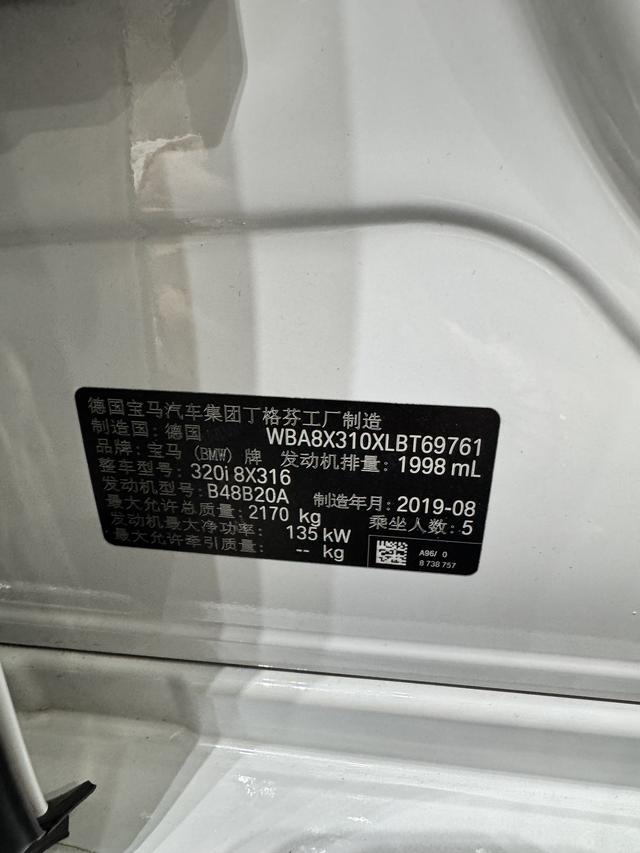 德国宝马汽车集团丁格芬工厂制造
制造国: 德国 WBA8X310XLBT69761
品牌: 宝马 (BMW) 牌 发动机排量: 1998 mL
整车型号: 320i 8X316
发动机型号: B48B20A 制造年月: 2019-08
最大允许总质量: 2170 kg 乘坐人数: 5
发动机最大净功率: 135 kW
最大允许牵引质量: -- kg
A96/ 0
8 738 757